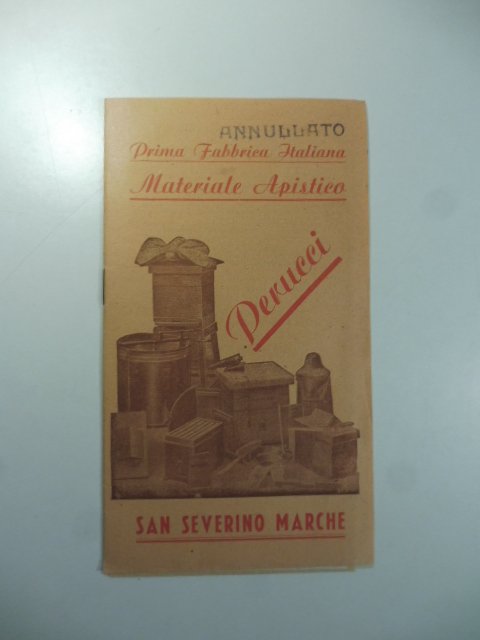 ANNULLATO
Prima Fabbrica Italiana
Materiale Apistico
Perucci
SAN SEVERINO MARCHE